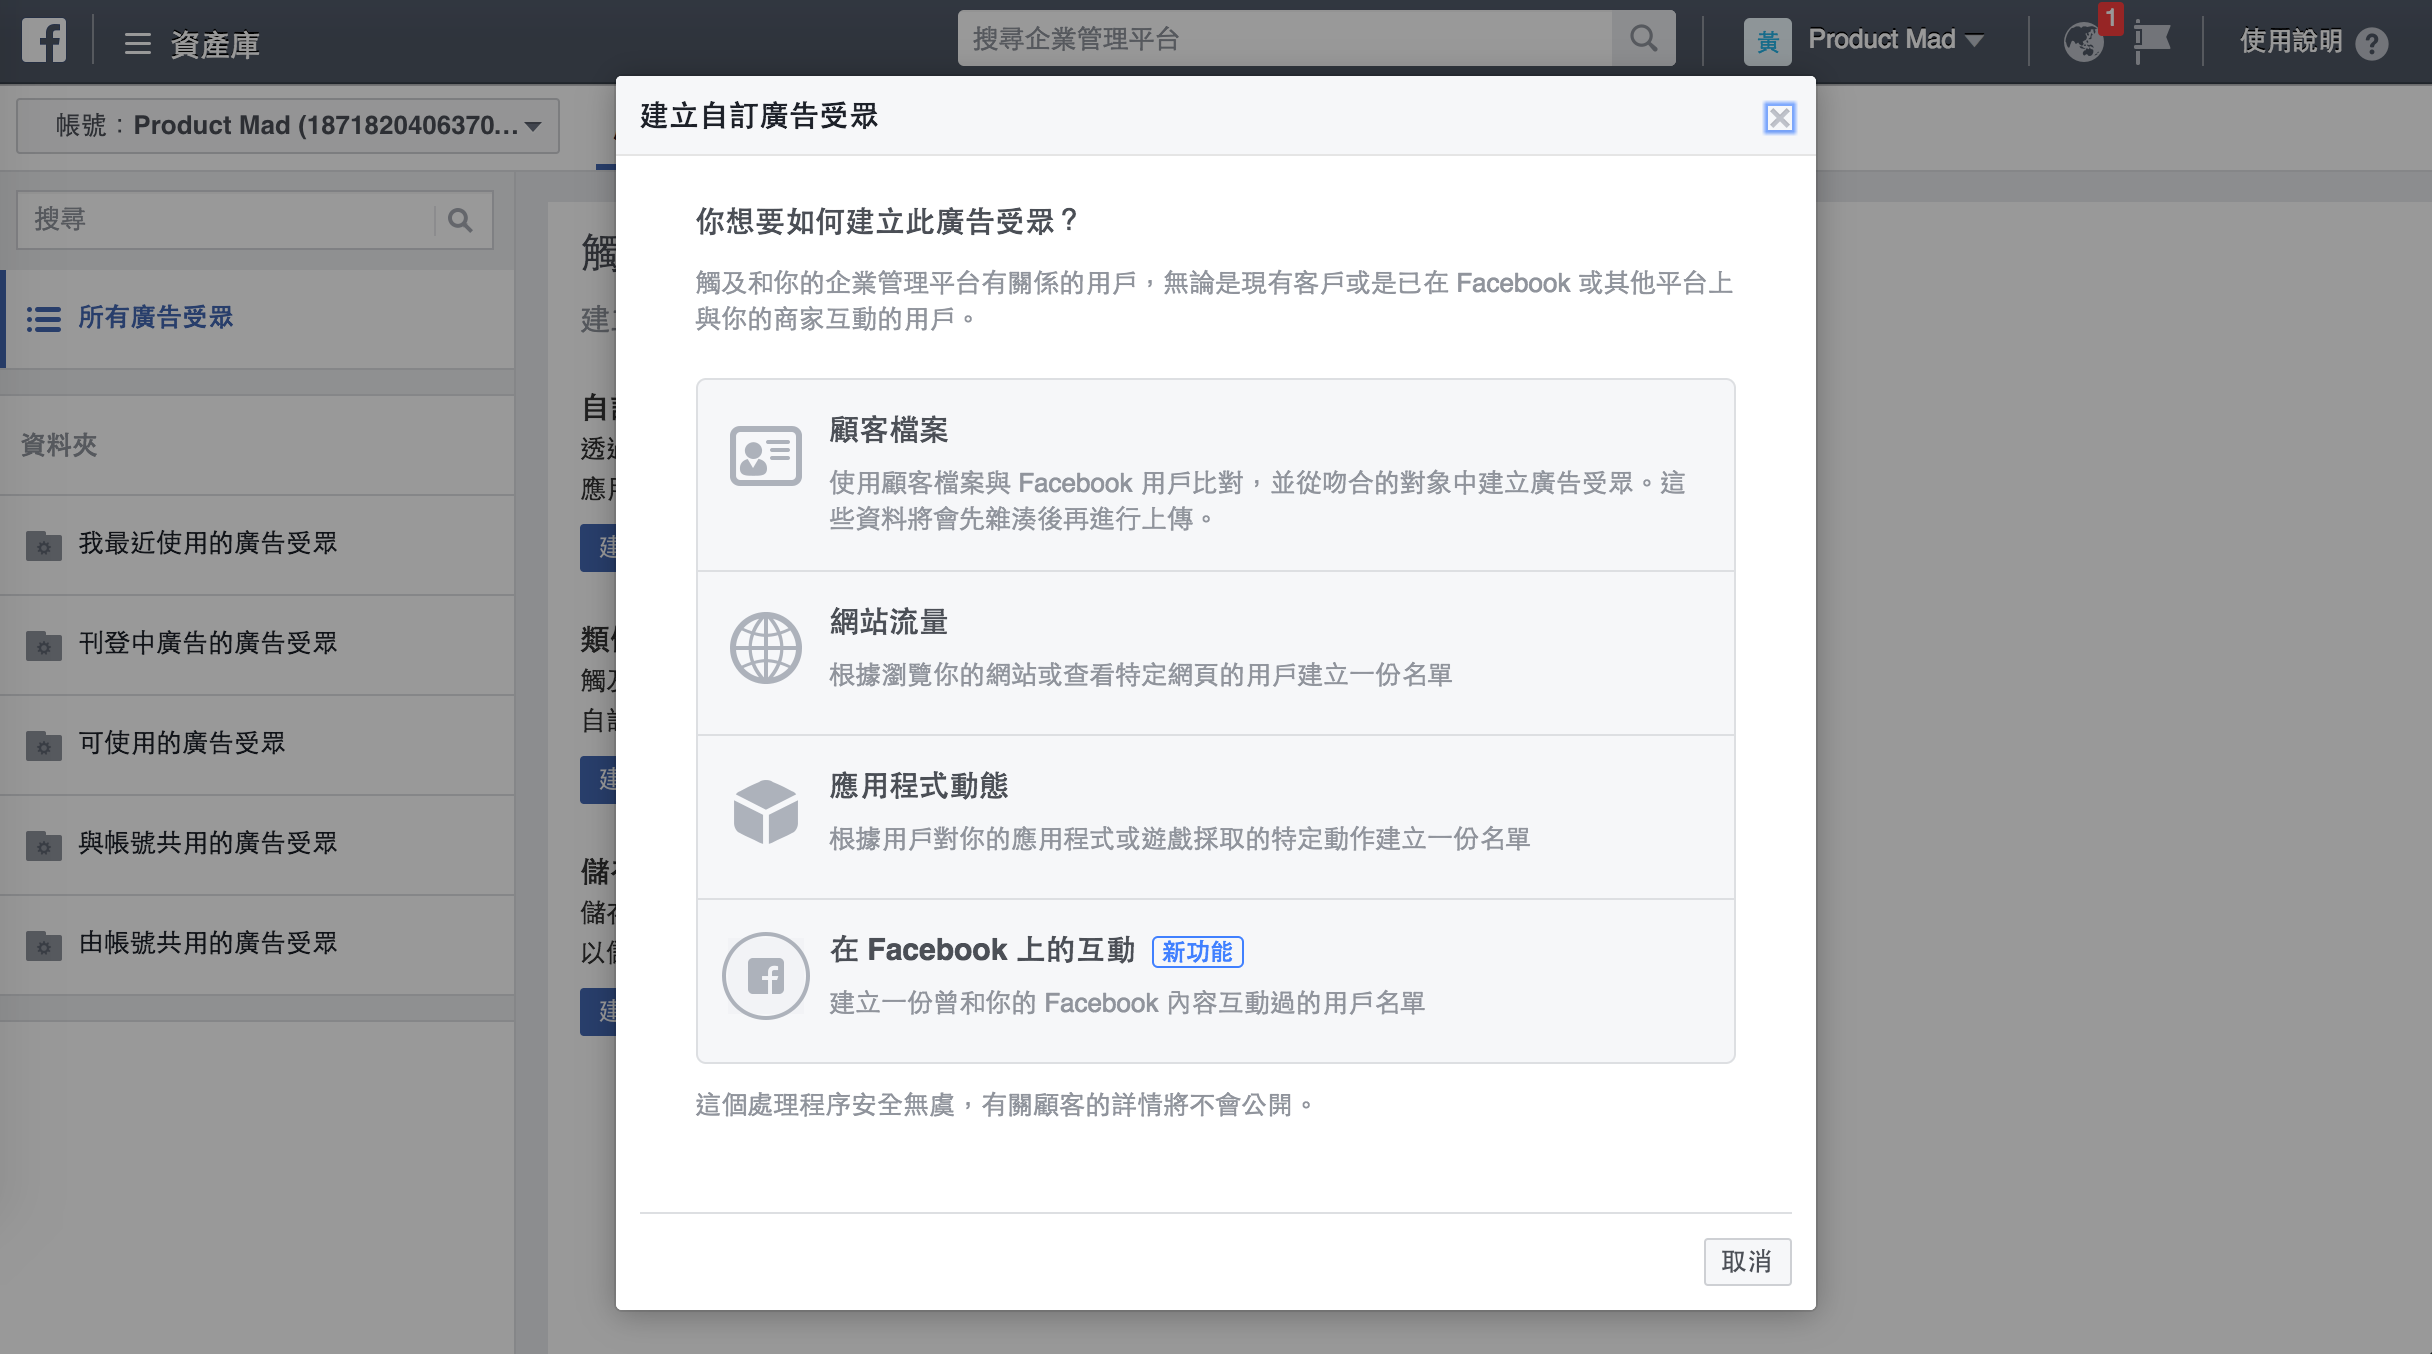 資產庫
搜尋企業管理平台
黃
Product Mad
1
使用說明
帳號：Product Mad (1871820406370...
搜尋
所有廣告受眾
資料夾
我最近使用的廣告受眾
刊登中廣告的廣告受眾
可使用的廣告受眾
與帳號共用的廣告受眾
由帳號共用的廣告受眾
觸
建
自
透
應
建
類
觸
自
建
儲
儲
以
建
建立自訂廣告受眾
你想要如何建立此廣告受眾？
觸及和你的企業管理平台有關係的用戶，無論是現有客戶或是已在 Facebook 或其他平台上
與你的商家互動的用戶。
顧客檔案
使用顧客檔案與 Facebook 用戶比對，並從吻合的對象中建立廣告受眾。這
些資料將會先雜湊後再進行上傳。
網站流量
根據瀏覽你的網站或查看特定網頁的用戶建立一份名單
應用程式動態
根據用戶對你的應用程式或遊戲採取的特定動作建立一份名單
在 Facebook 上的互動 新功能
建立一份曾和你的 Facebook 內容互動過的用戶名單
這個處理程序安全無虞，有關顧客的詳情將不會公開。
取消